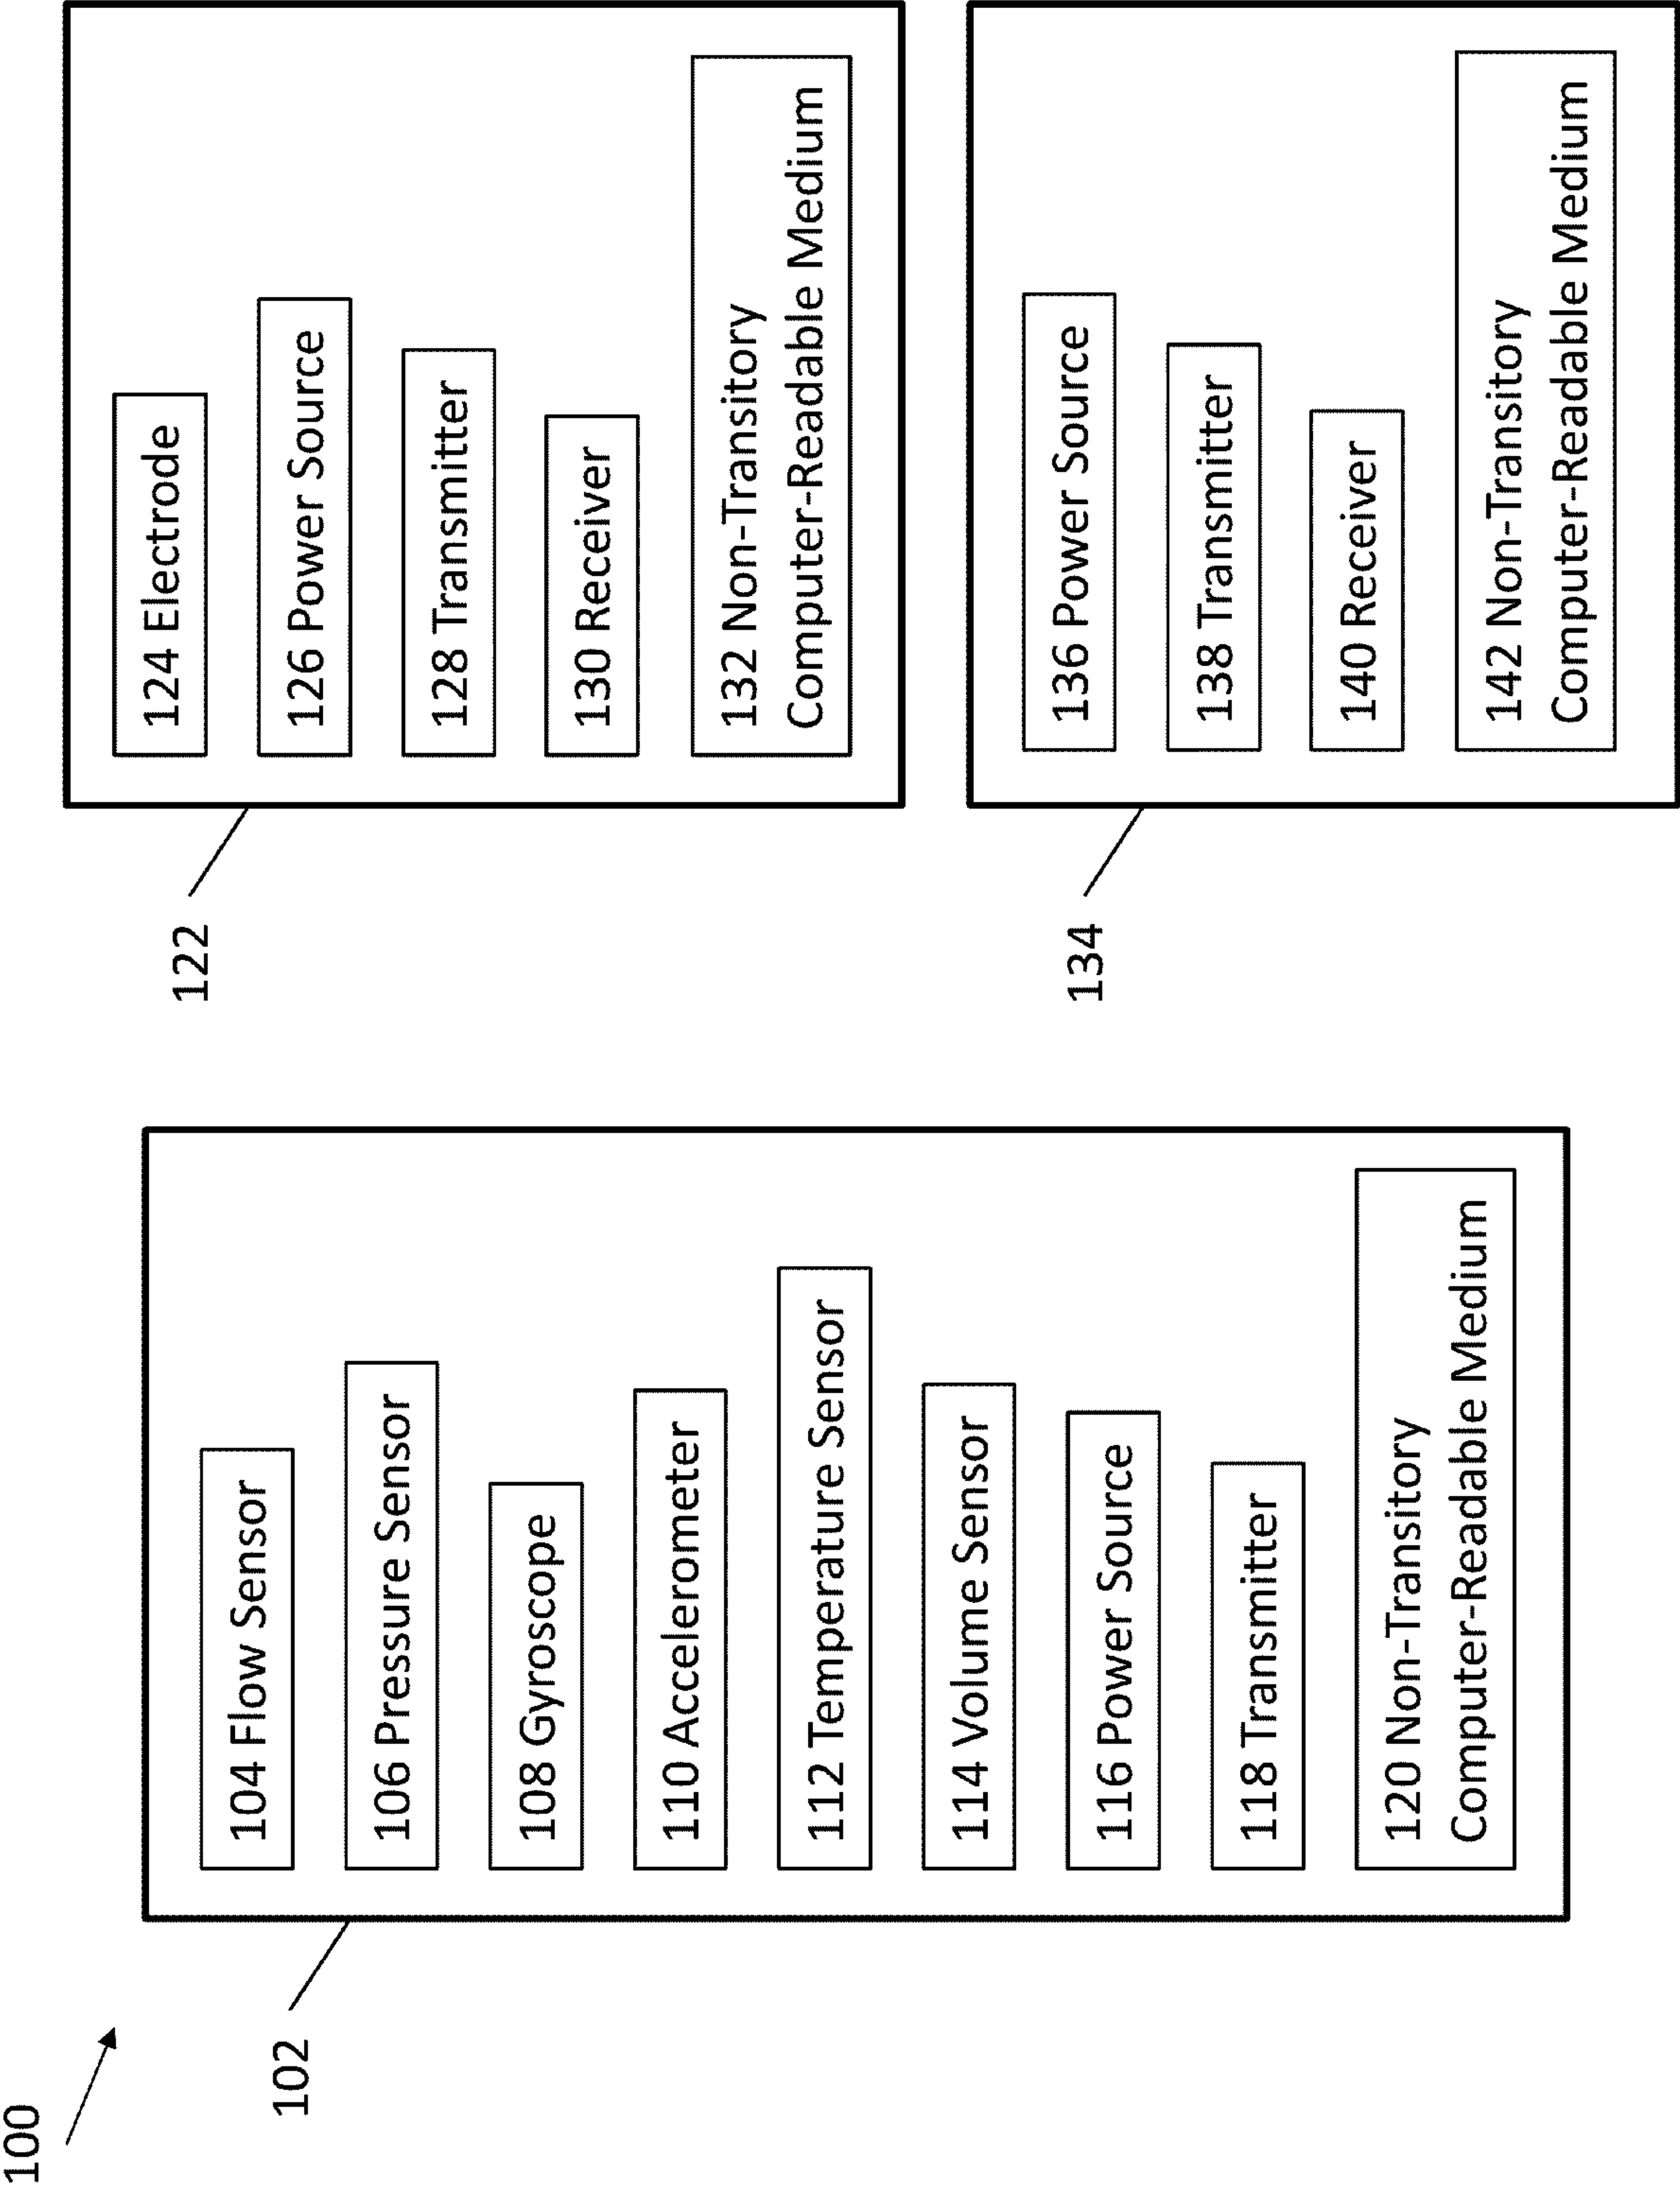 100
102
104 Flow Sensor
106 Pressure Sensor
108 Gyroscope
110 Accelerometer
112 Temperature Sensor
114 Volume Sensor
116 Power Source
118 Transmitter
120 Non-Transitory
Computer-Readable Medium
122
124 Electrode
126 Power Source
128 Transmitter
130 Receiver
132 Non-Transitory
Computer-Readable Medium
134
136 Power Source
138 Transmitter
140 Receiver
142 Non-Transitory
Computer-Readable Medium